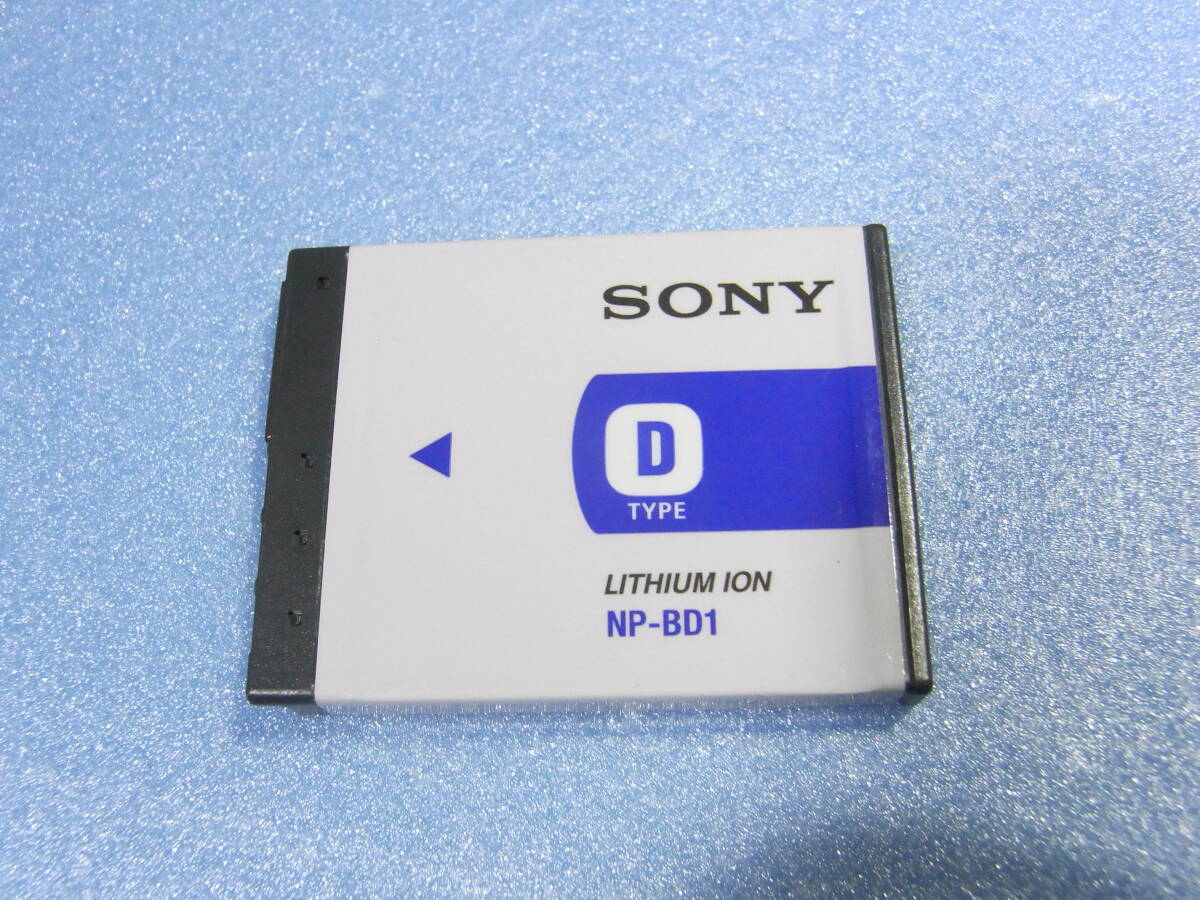 SONY
D
TYPE
LITHIUM ION
NP-BD1